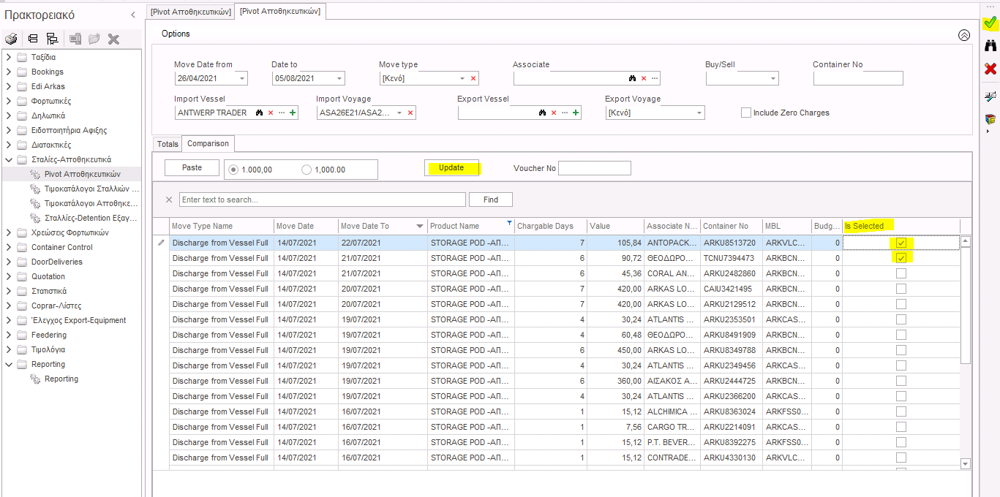 Πρακτορειακό
[Pivot Αποθηκευτικών] [Pivot Αποθηκευτικών]
Options
Move Date from Date to Move type Associate Buy/Sell Container No
26/04/2021 05/08/2021 [Κενό]
Import Vessel Import Voyage Export Vessel Export Voyage
ANTWERP TRADER ASA26E21/ASA2... [Κενό] Include Zero Charges
Ταξίδια
Bookings
Edi Arkas
Φορτωτικές
Δηλωτικά
Ειδοποιητήρια Αφιξης
Διατακτικές
Σταλίες-Αποθηκευτικά
Pivot Αποθηκευτικών
Τιμοκατάλογοι Σταλλιών ...
Τιμοκατάλογοι Αποθηκε...
Σταλλίες-Detention Εξαγ...
Χρεώσεις Φορτωτικών
Container Control
DoorDeliveries
Quotation
Στατιστικά
Coprar-Λίστες
Έλεγχος Export-Equipment
Feedering
Τιμολόγια
Reporting
Reporting
Totals Comparison
Paste 1.000,00 1,000.00 Update Voucher No
Enter text to search... Find
Move Type Name Move Date Move Date To Product Name Chargable Days Value Associate N... Container No MBL Budg... Is Selected
Discharge from Vessel Full 14/07/2021 22/07/2021 STORAGE POD -ΑΠ... 7 105,84 ANTOPACK... ARKU8513720 ARKVLC... 0
Discharge from Vessel Full 14/07/2021 21/07/2021 STORAGE POD -ΑΠ... 6 90,72 ΘΕΟΔΩΡΟ... TCNU7394473 ARKBCN... 0
Discharge from Vessel Full 14/07/2021 21/07/2021 STORAGE POD -ΑΠ... 6 45,36 CORAL AN... ARKU2482860 ARKBCN... 0
Discharge from Vessel Full 14/07/2021 20/07/2021 STORAGE POD -ΑΠ... 7 420,00 ARKAS LO... CAIU3421495 ARKBCN... 0
Discharge from Vessel Full 14/07/2021 20/07/2021 STORAGE POD -ΑΠ... 7 420,00 ARKAS LO... ARKU2129512 ARKBCN... 0
Discharge from Vessel Full 14/07/2021 19/07/2021 STORAGE POD -ΑΠ... 4 30,24 ATLANTIS ... ARKU2353501 ARKCAS... 0
Discharge from Vessel Full 14/07/2021 19/07/2021 STORAGE POD -ΑΠ... 4 60,48 ΘΕΟΔΩΡΟ... ARKU8491909 ARKBCN... 0
Discharge from Vessel Full 14/07/2021 19/07/2021 STORAGE POD -ΑΠ... 6 450,00 ARKAS LO... ARKU8349788 ARKBCN... 0
Discharge from Vessel Full 14/07/2021 19/07/2021 STORAGE POD -ΑΠ... 4 30,24 ATLANTIS ... ARKU2349456 ARKCAS... 0
Discharge from Vessel Full 14/07/2021 19/07/2021 STORAGE POD -ΑΠ... 6 360,00 ΑΙΣΑΚΟΣ Α... ARKU2444725 ARKBCN... 0
Discharge from Vessel Full 14/07/2021 19/07/2021 STORAGE POD -ΑΠ... 4 30,24 ATLANTIS ... ARKU2366200 ARKCAS... 0
Discharge from Vessel Full 14/07/2021 16/07/2021 STORAGE POD -ΑΠ... 1 15,12 ALCHIMICA ... ARKU8363024 ARKFSS0... 0
Discharge from Vessel Full 14/07/2021 16/07/2021 STORAGE POD -ΑΠ... 1 7,56 CARGO TR... ARKU2214091 ARKCAS... 0
Discharge from Vessel Full 14/07/2021 16/07/2021 STORAGE POD -ΑΠ... 1 15,12 P.T. BEVER... ARKU8392275 ARKFSS0... 0
Discharge from Vessel Full 14/07/2021 16/07/2021 STORAGE POD -ΑΠ... 1 15,12 CONTRADE... ARKU4330130 ARKVLC... 0